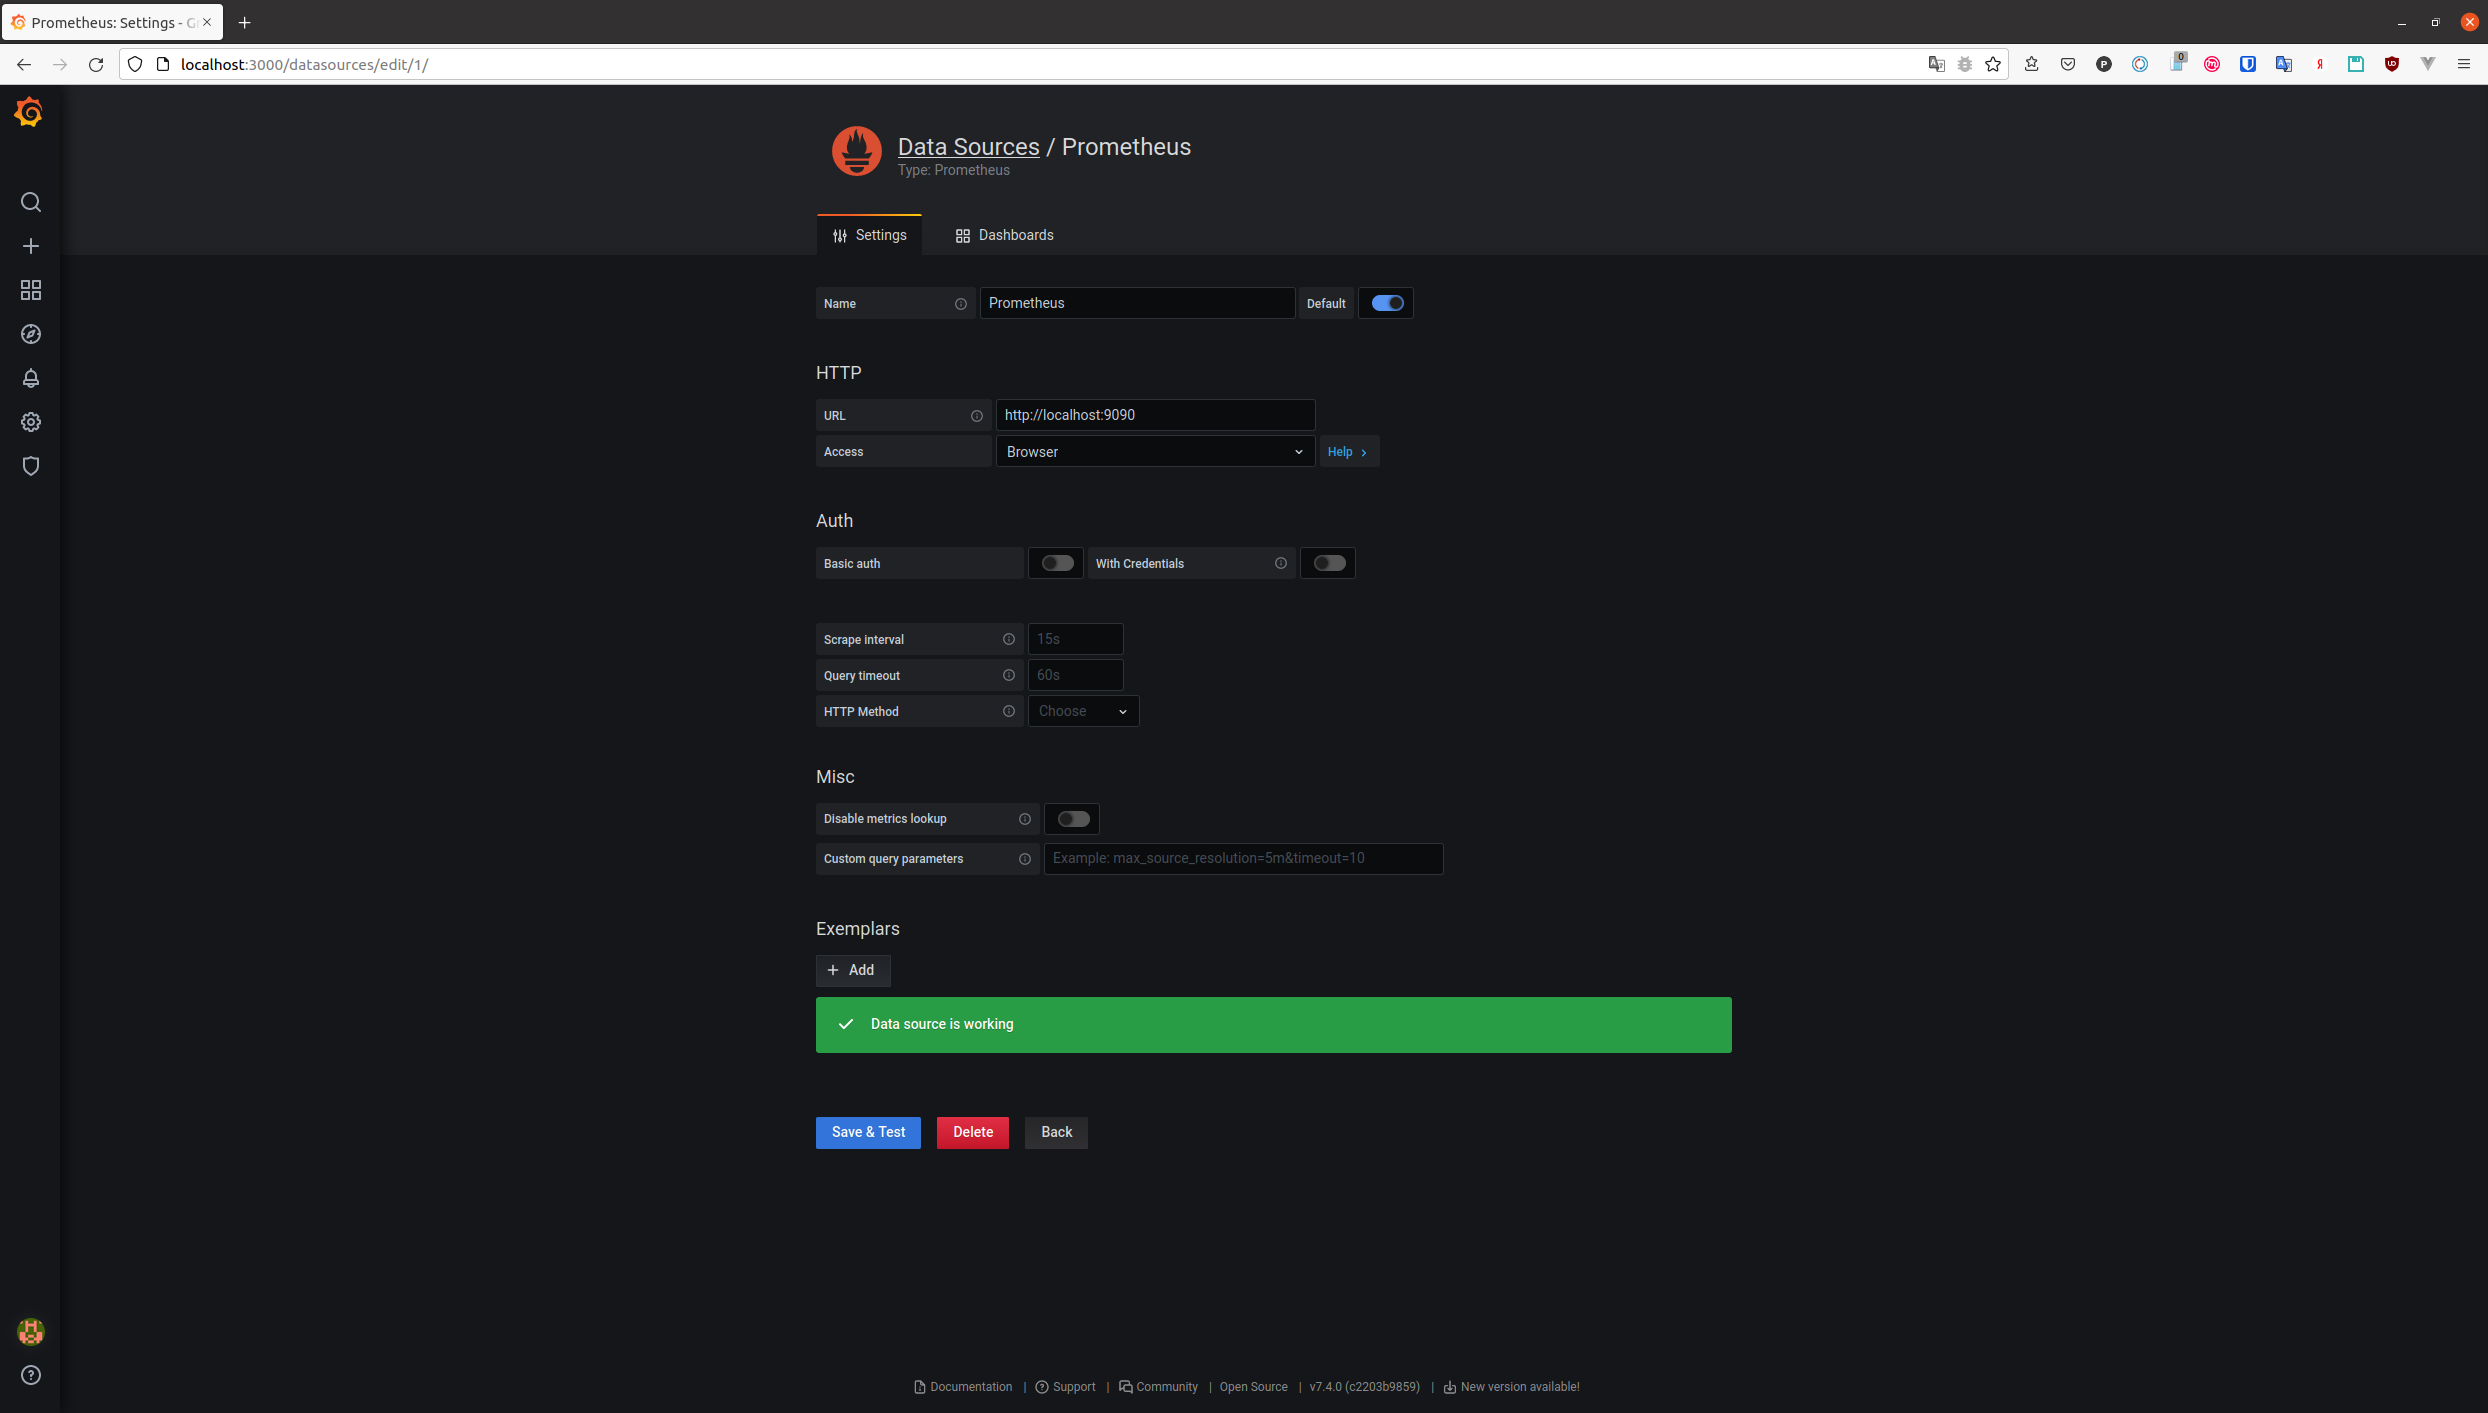 Prometheus: Settings - G
localhost:3000/datasources/edit/1/
0
Data Sources / Prometheus
Type: Prometheus
Settings
Dashboards
Name
Prometheus
Default
HTTP
URL
http://localhost:9090
Access
Browser
Help
Auth
Basic auth
With Credentials
Scrape interval
15s
Query timeout
60s
HTTP Method
Choose
Misc
Disable metrics lookup
Custom query parameters
Example: max_source_resolution=5m&timeout=10
Exemplars
Add
Data source is working
Save & Test
Delete
Back
Documentation | Support | Community | Open Source | v7.4.0 (c2203b9859) | New version available!